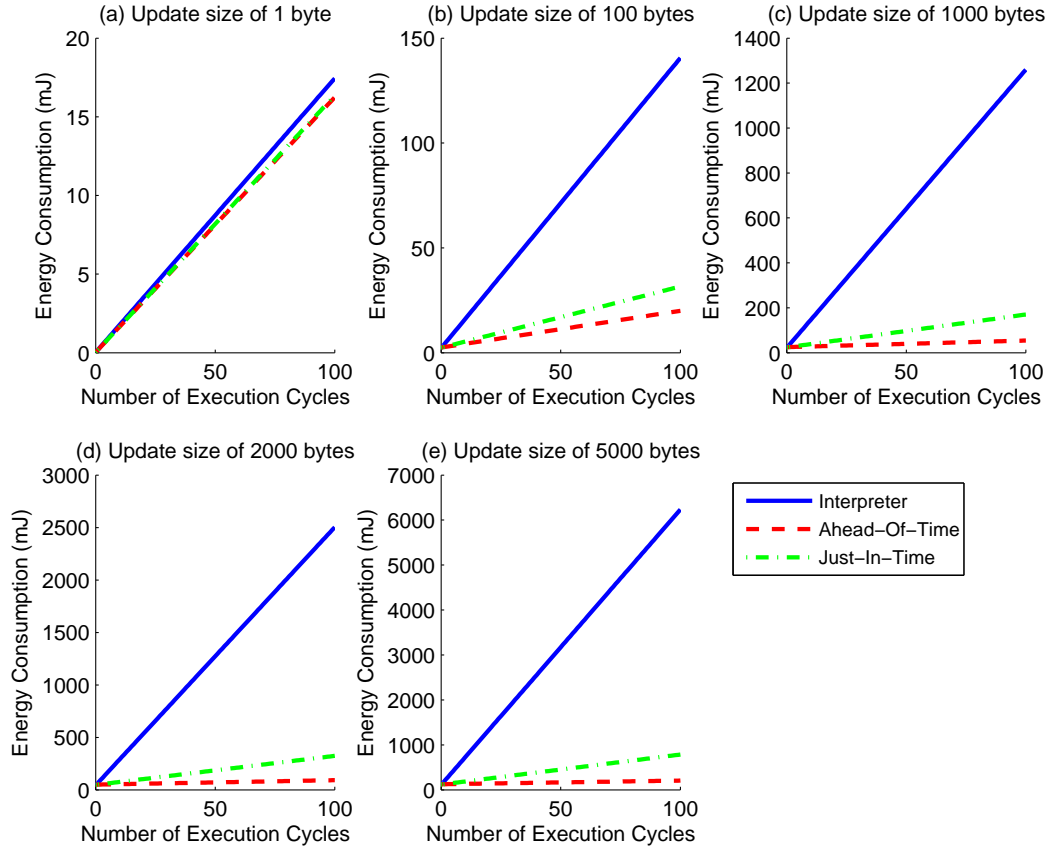 (a) Update size of 1 byte
20
15
10
5
0
0
50
100
Energy Consumption (mJ)
Number of Execution Cycles
(b) Update size of 100 bytes
150
100
50
0
0
50
100
Energy Consumption (mJ)
Number of Execution Cycles
(c) Update size of 1000 bytes
1400
1200
1000
800
600
400
200
0
0
50
100
Energy Consumption (mJ)
Number of Execution Cycles
(d) Update size of 2000 bytes
3000
2500
2000
1500
1000
500
0
0
50
100
Energy Consumption (mJ)
Number of Execution Cycles
(e) Update size of 5000 bytes
7000
6000
5000
4000
3000
2000
1000
0
0
50
100
Energy Consumption (mJ)
Number of Execution Cycles
Interpreter
Ahead−Of−Time
Just−In−Time